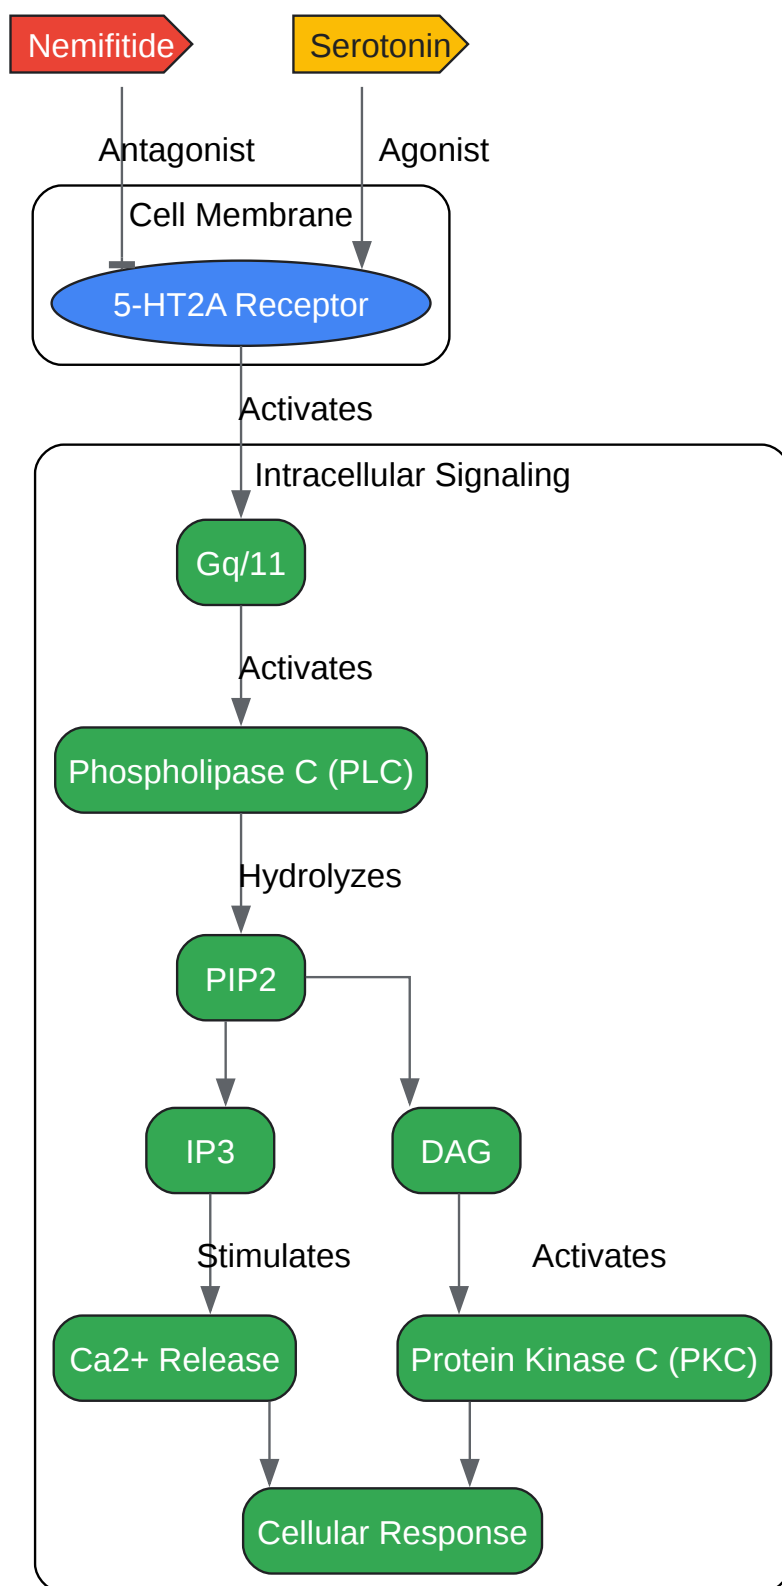 Nemifitide
Serotonin
Antagonist
Agonist
Cell Membrane
5-HT2A Receptor
Activates
Intracellular Signaling
Gq/11
Activates
Phospholipase C (PLC)
Hydrolyzes
PIP2
IP3
DAG
Stimulates
Activates
Ca2+ Release
Protein Kinase C (PKC)
Cellular Response